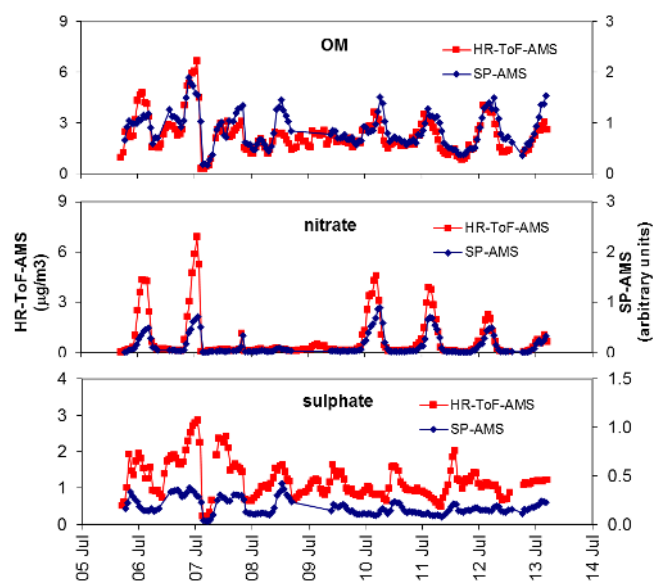 9
6
3
0
OM
HR-ToF-AMS
SP-AMS
3
2
1
0
9
6
3
0
nitrate
HR-ToF-AMS
SP-AMS
3
2
1
0
HR-ToF-AMS
(µg/m3)
SP-AMS
(arbitrary units)
4
3
2
1
0
sulphate
HR-ToF-AMS
SP-AMS
1.5
1.0
0.5
0.0
05 Jul
06 Jul
07 Jul
08 Jul
09 Jul
10 Jul
11 Jul
12 Jul
13 Jul
14 Jul